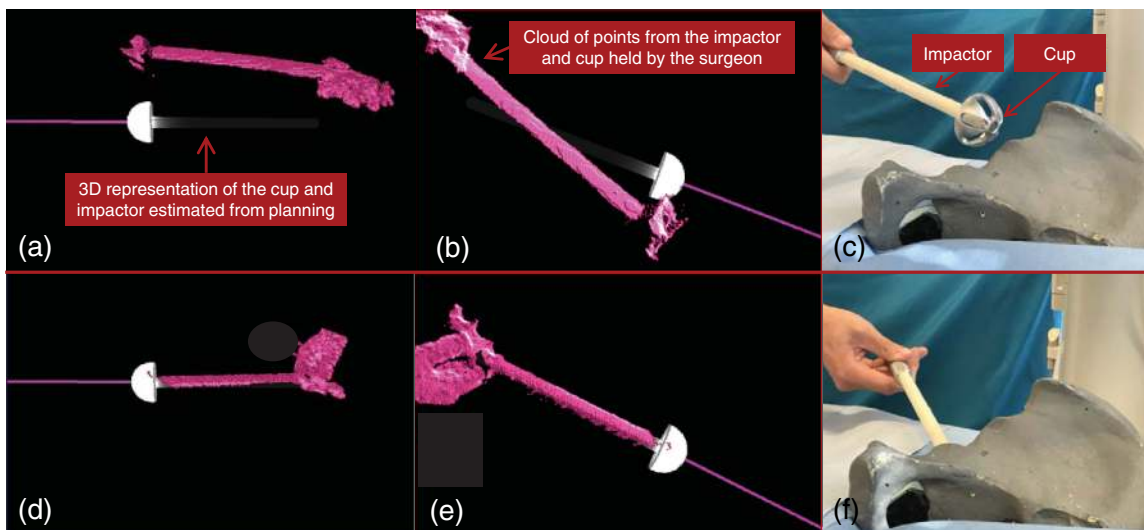 Cloud of points from the impactor
and cup held by the surgeon
Impactor
Cup
3D representation of the cup and
impactor estimated from planning
(a)
(b)
(c)
(d)
(e)
(f)